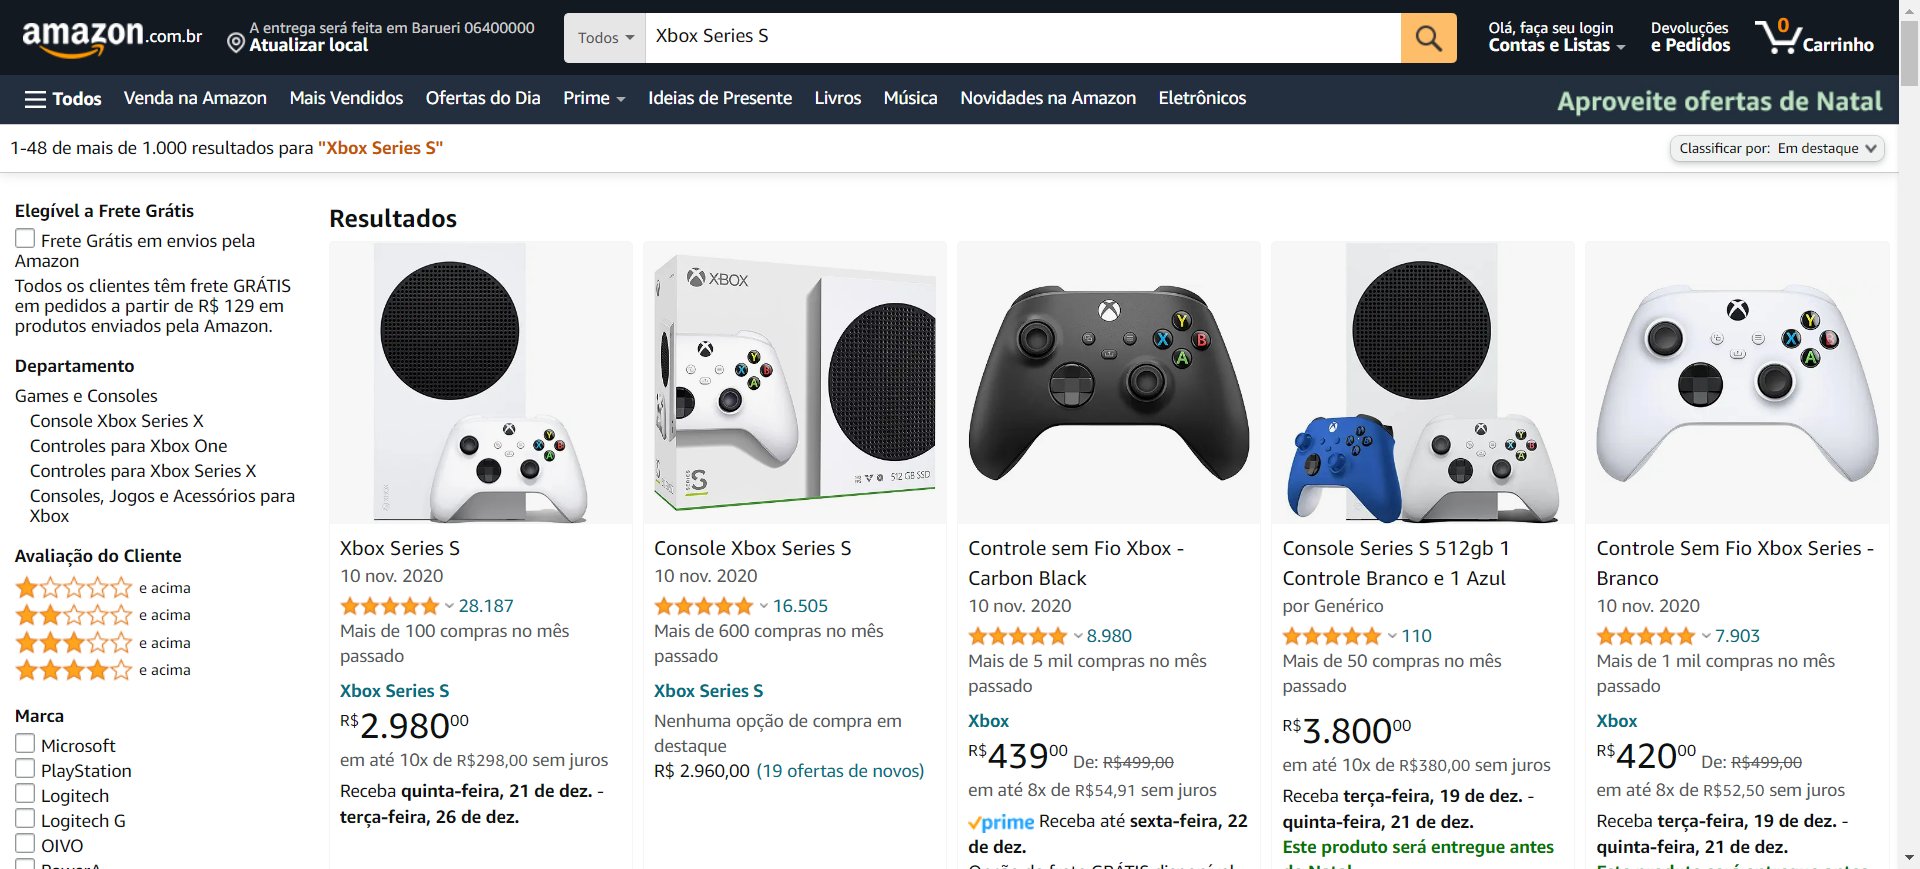 amazon.com.br
A entrega será feita em Barueri 06400000
Atualizar local
Todos
Xbox Series S
Olá, faça seu login
Contas e Listas
Devoluções
e Pedidos
0
Carrinho
Todos
Venda na Amazon
Mais Vendidos
Ofertas do Dia
Prime
Ideias de Presente
Livros
Música
Novidades na Amazon
Eletrônicos
Aproveite ofertas de Natal
1-48 de mais de 1.000 resultados para "Xbox Series S"
Classificar por: Em destaque
Elegível a Frete Grátis
Frete Grátis em envios pela
Amazon
Todos os clientes têm frete GRÁTIS
em pedidos a partir de R$ 129 em
produtos enviados pela Amazon.
Departamento
Games e Consoles
Console Xbox Series X
Controles para Xbox One
Controles para Xbox Series X
Consoles, Jogos e Acessórios para
Xbox
Avaliação do Cliente
e acima
e acima
e acima
e acima
Marca
Microsoft
PlayStation
Logitech
Logitech G
OIVO
PowerA
Resultados
Xbox Series S
10 nov. 2020
28.187
Mais de 100 compras no mês
passado
Xbox Series S
R$2.98000
em até 10x de R$298,00 sem juros
Receba quinta-feira, 21 de dez. -
terça-feira, 26 de dez.
XBOX
SERIES
S
512 GB SSD
Console Xbox Series S
10 nov. 2020
16.505
Mais de 600 compras no mês
passado
Xbox Series S
Nenhuma opção de compra em
destaque
R$ 2.960,00 (19 ofertas de novos)
Y
X
B
A
Controle sem Fio Xbox -
Carbon Black
10 nov. 2020
8.980
Mais de 5 mil compras no mês
passado
Xbox
R$43900 De: R$499,00
em até 8x de R$54,91 sem juros
prime Receba até sexta-feira, 22
de dez.
Console Series S 512gb 1
Controle Branco e 1 Azul
por Genérico
110
Mais de 50 compras no mês
passado
R$3.80000
em até 10x de R$380,00 sem juros
Receba terça-feira, 19 de dez. -
quinta-feira, 21 de dez.
Este produto será entregue antes
de Natal
Y
X
B
A
Controle Sem Fio Xbox Series -
Branco
10 nov. 2020
7.903
Mais de 1 mil compras no mês
passado
Xbox
R$42000 De: R$499,00
em até 8x de R$52,50 sem juros
Receba terça-feira, 19 de dez. -
quinta-feira, 21 de dez.